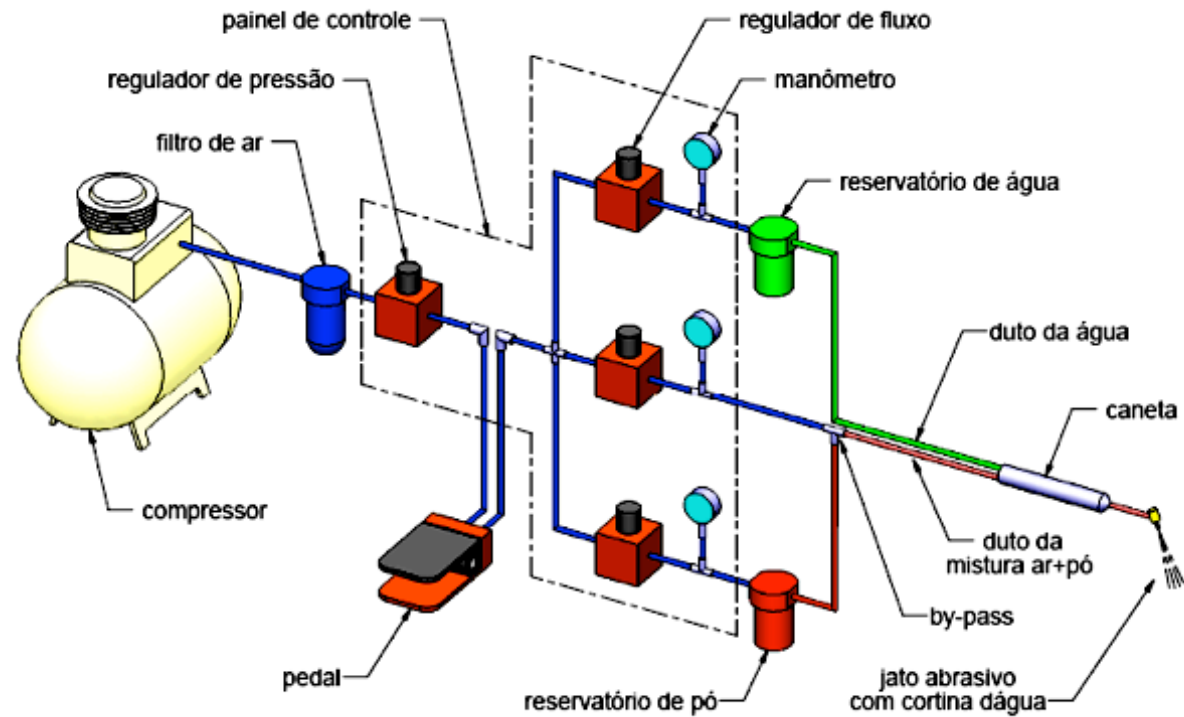 painel de controle
regulador de fluxo
regulador de pressão
manômetro
filtro de ar
reservatório de água
duto da água
caneta
compressor
duto da
mistura ar+pó
by-pass
pedal
reservatório de pó
jato abrasivo
com cortina dágua